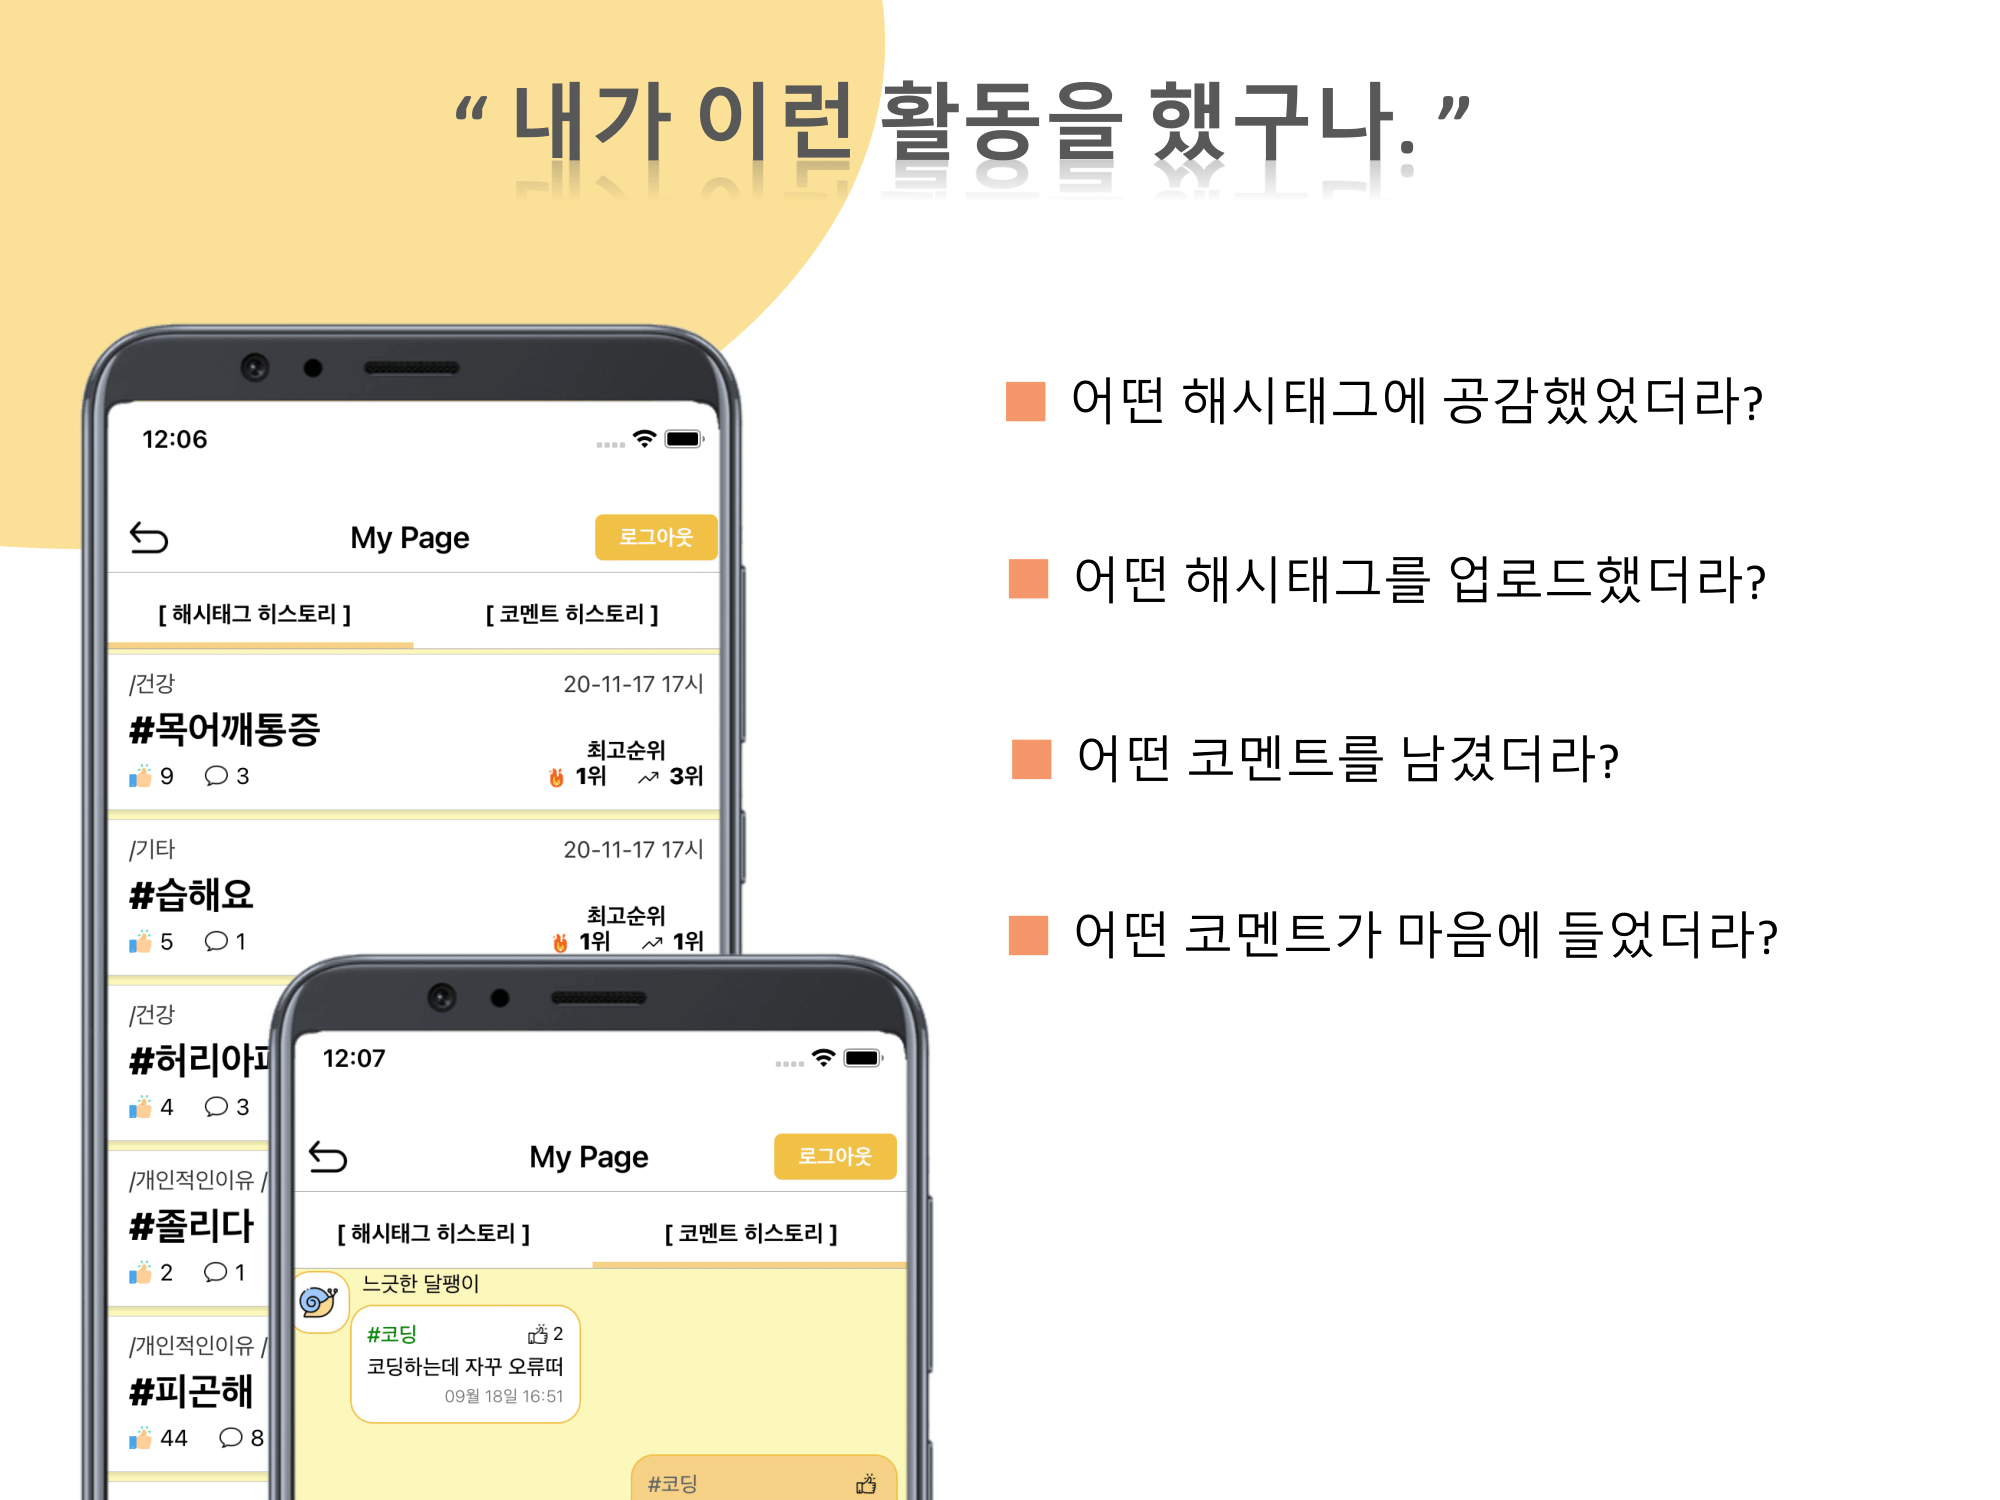 “ 내가 이런 활동을 했구나. ”
어떤 해시태그에 공감했었더라?
어떤 해시태그를 업로드했더라?
어떤 코멘트를 남겼더라?
어떤 코멘트가 마음에 들었더라?
12:06
My Page
로그아웃
[ 해시태그 히스토리 ]
[ 코멘트 히스토리 ]
/건강
20-11-17 17시
#목어깨통증
최고순위
9 3
1위 3위
/기타
20-11-17 17시
#습해요
최고순위
5 1
1위 1위
/건강
#허리아
4 3
/개인적인이유 /
#졸리다
2 1
/개인적인이유 /
#피곤해
44 8
12:07
My Page
로그아웃
[ 해시태그 히스토리 ]
[ 코멘트 히스토리 ]
느긋한 달팽이
#코딩 2
코딩하는데 자꾸 오류떠
09월 18일 16:51
#코딩